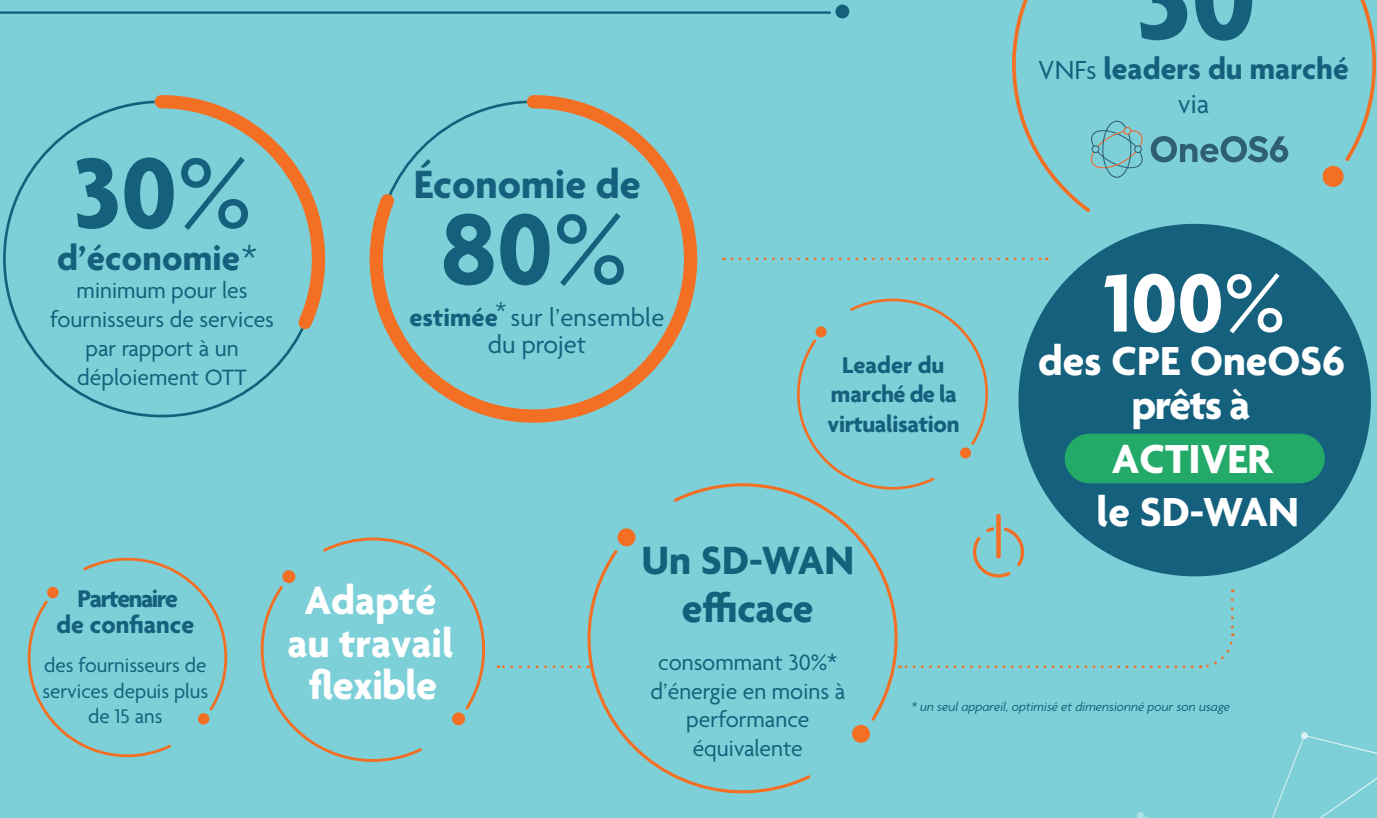 30
VNFs leaders du marché
via
OneOS6
30%
d'économie*
minimum pour les
fournisseurs de services
par rapport à un
déploiement OTT
Économie de
80%
estimée* sur l'ensemble
du projet
Leader du
marché de la
virtualisation
100%
des CPE OneOS6
prêts à
ACTIVER
le SD-WAN
Partenaire
de confiance
des fournisseurs de
services depuis plus
de 15 ans
Adapté
au travail
flexible
Un SD-WAN
efficace
consommant 30%*
d'énergie en moins à
performance
équivalente
* un seul appareil, optimisé et dimensionné pour son usage